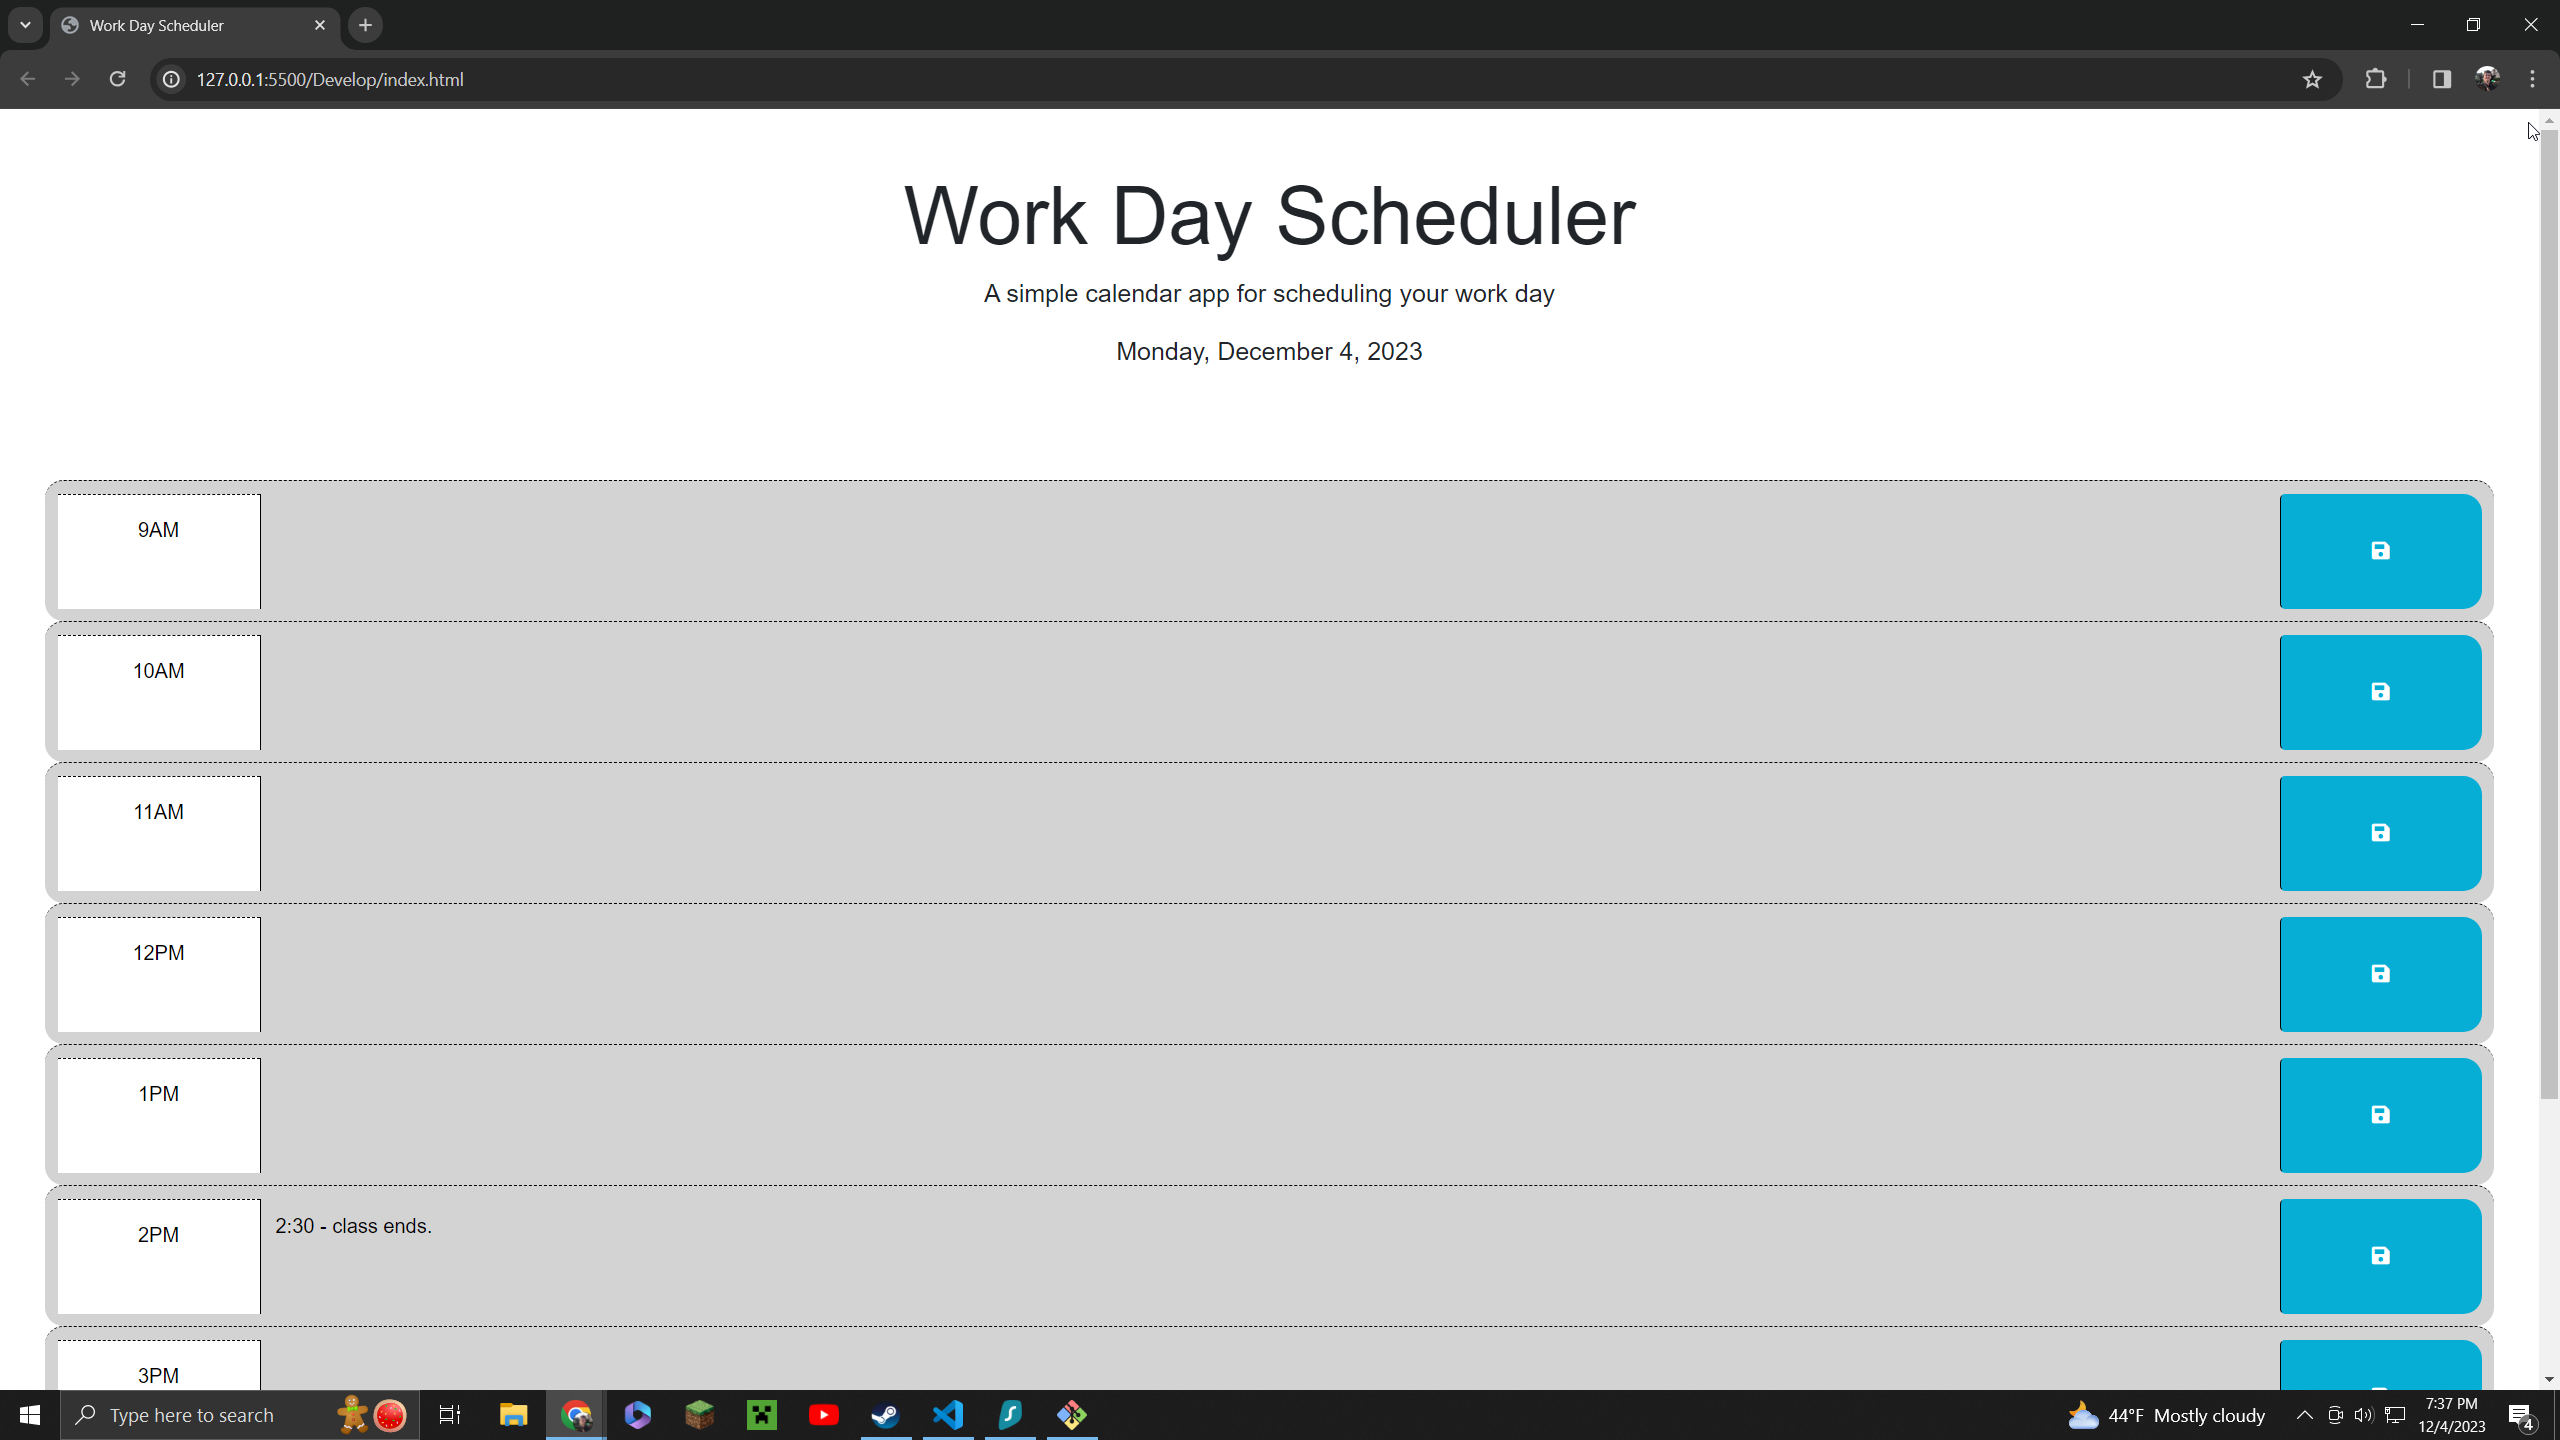 Work Day Scheduler
127.0.0.1:5500/Develop/index.html
Work Day Scheduler
A simple calendar app for scheduling your work day
Monday, December 4, 2023
9AM
10AM
11AM
12PM
1PM
2PM 2:30 - class ends.
3PM
Type here to search
44°F Mostly cloudy
7:37 PM
12/4/2023
4